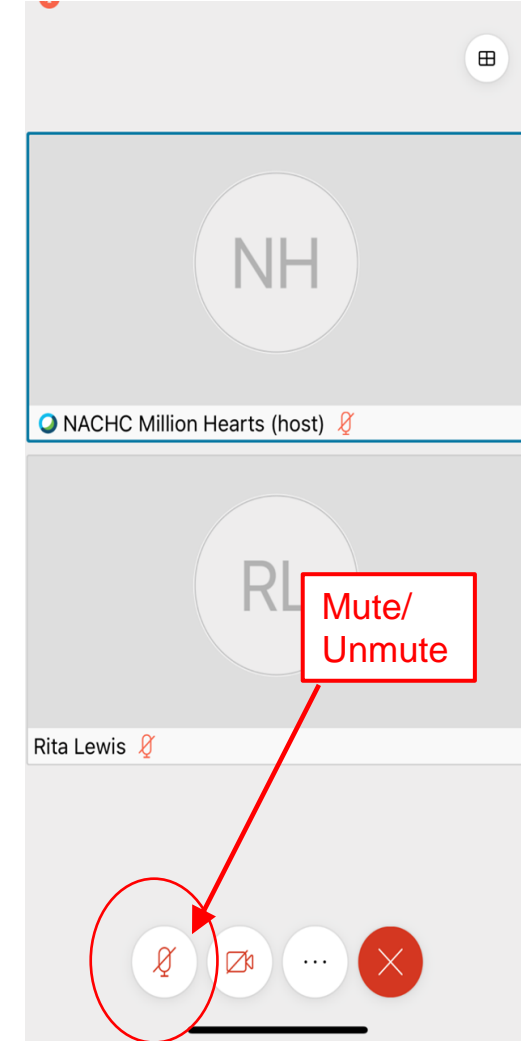 NH
NACHC Million Hearts (host)
RL
Mute/
Unmute
Rita Lewis